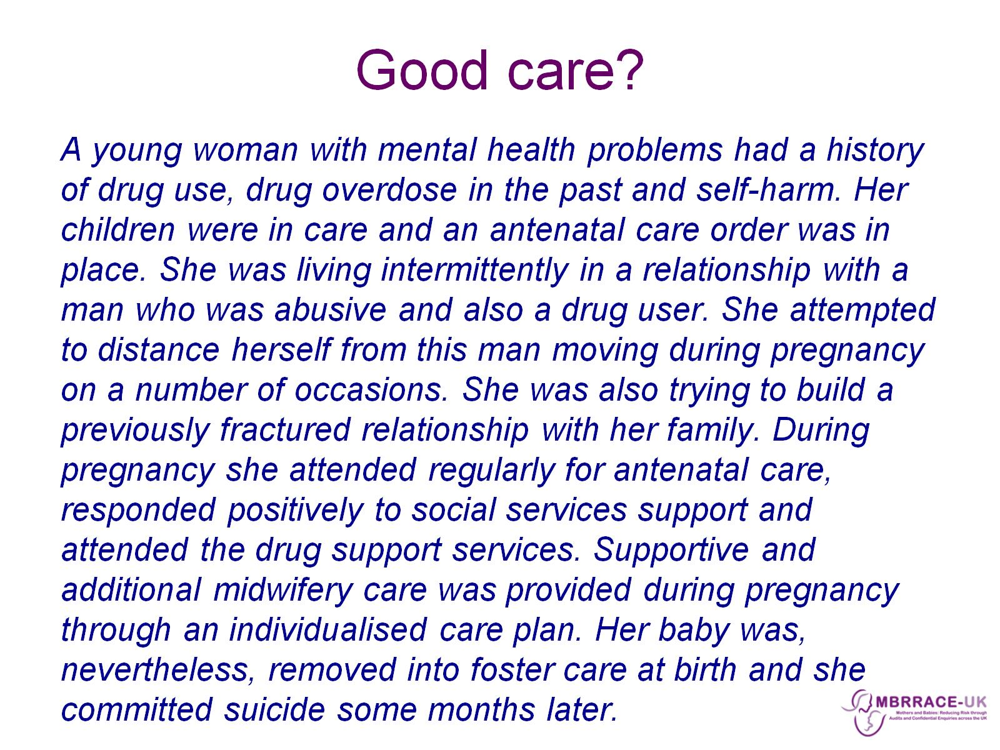 Good care?
A young woman with mental health problems had a history
of drug use, drug overdose in the past and self-harm. Her
children were in care and an antenatal care order was in
place. She was living intermittently in a relationship with a
man who was abusive and also a drug user. She attempted
to distance herself from this man moving during pregnancy
on a number of occasions. She was also trying to build a
previously fractured relationship with her family. During
pregnancy she attended regularly for antenatal care,
responded positively to social services support and
attended the drug support services. Supportive and
additional midwifery care was provided during pregnancy
through an individualised care plan. Her baby was,
nevertheless, removed into foster care at birth and she
committed suicide some months later.
MBRRACE-UK
Mothers and Babies: Reducing Risk through
Audits and Confidential Enquiries across the UK